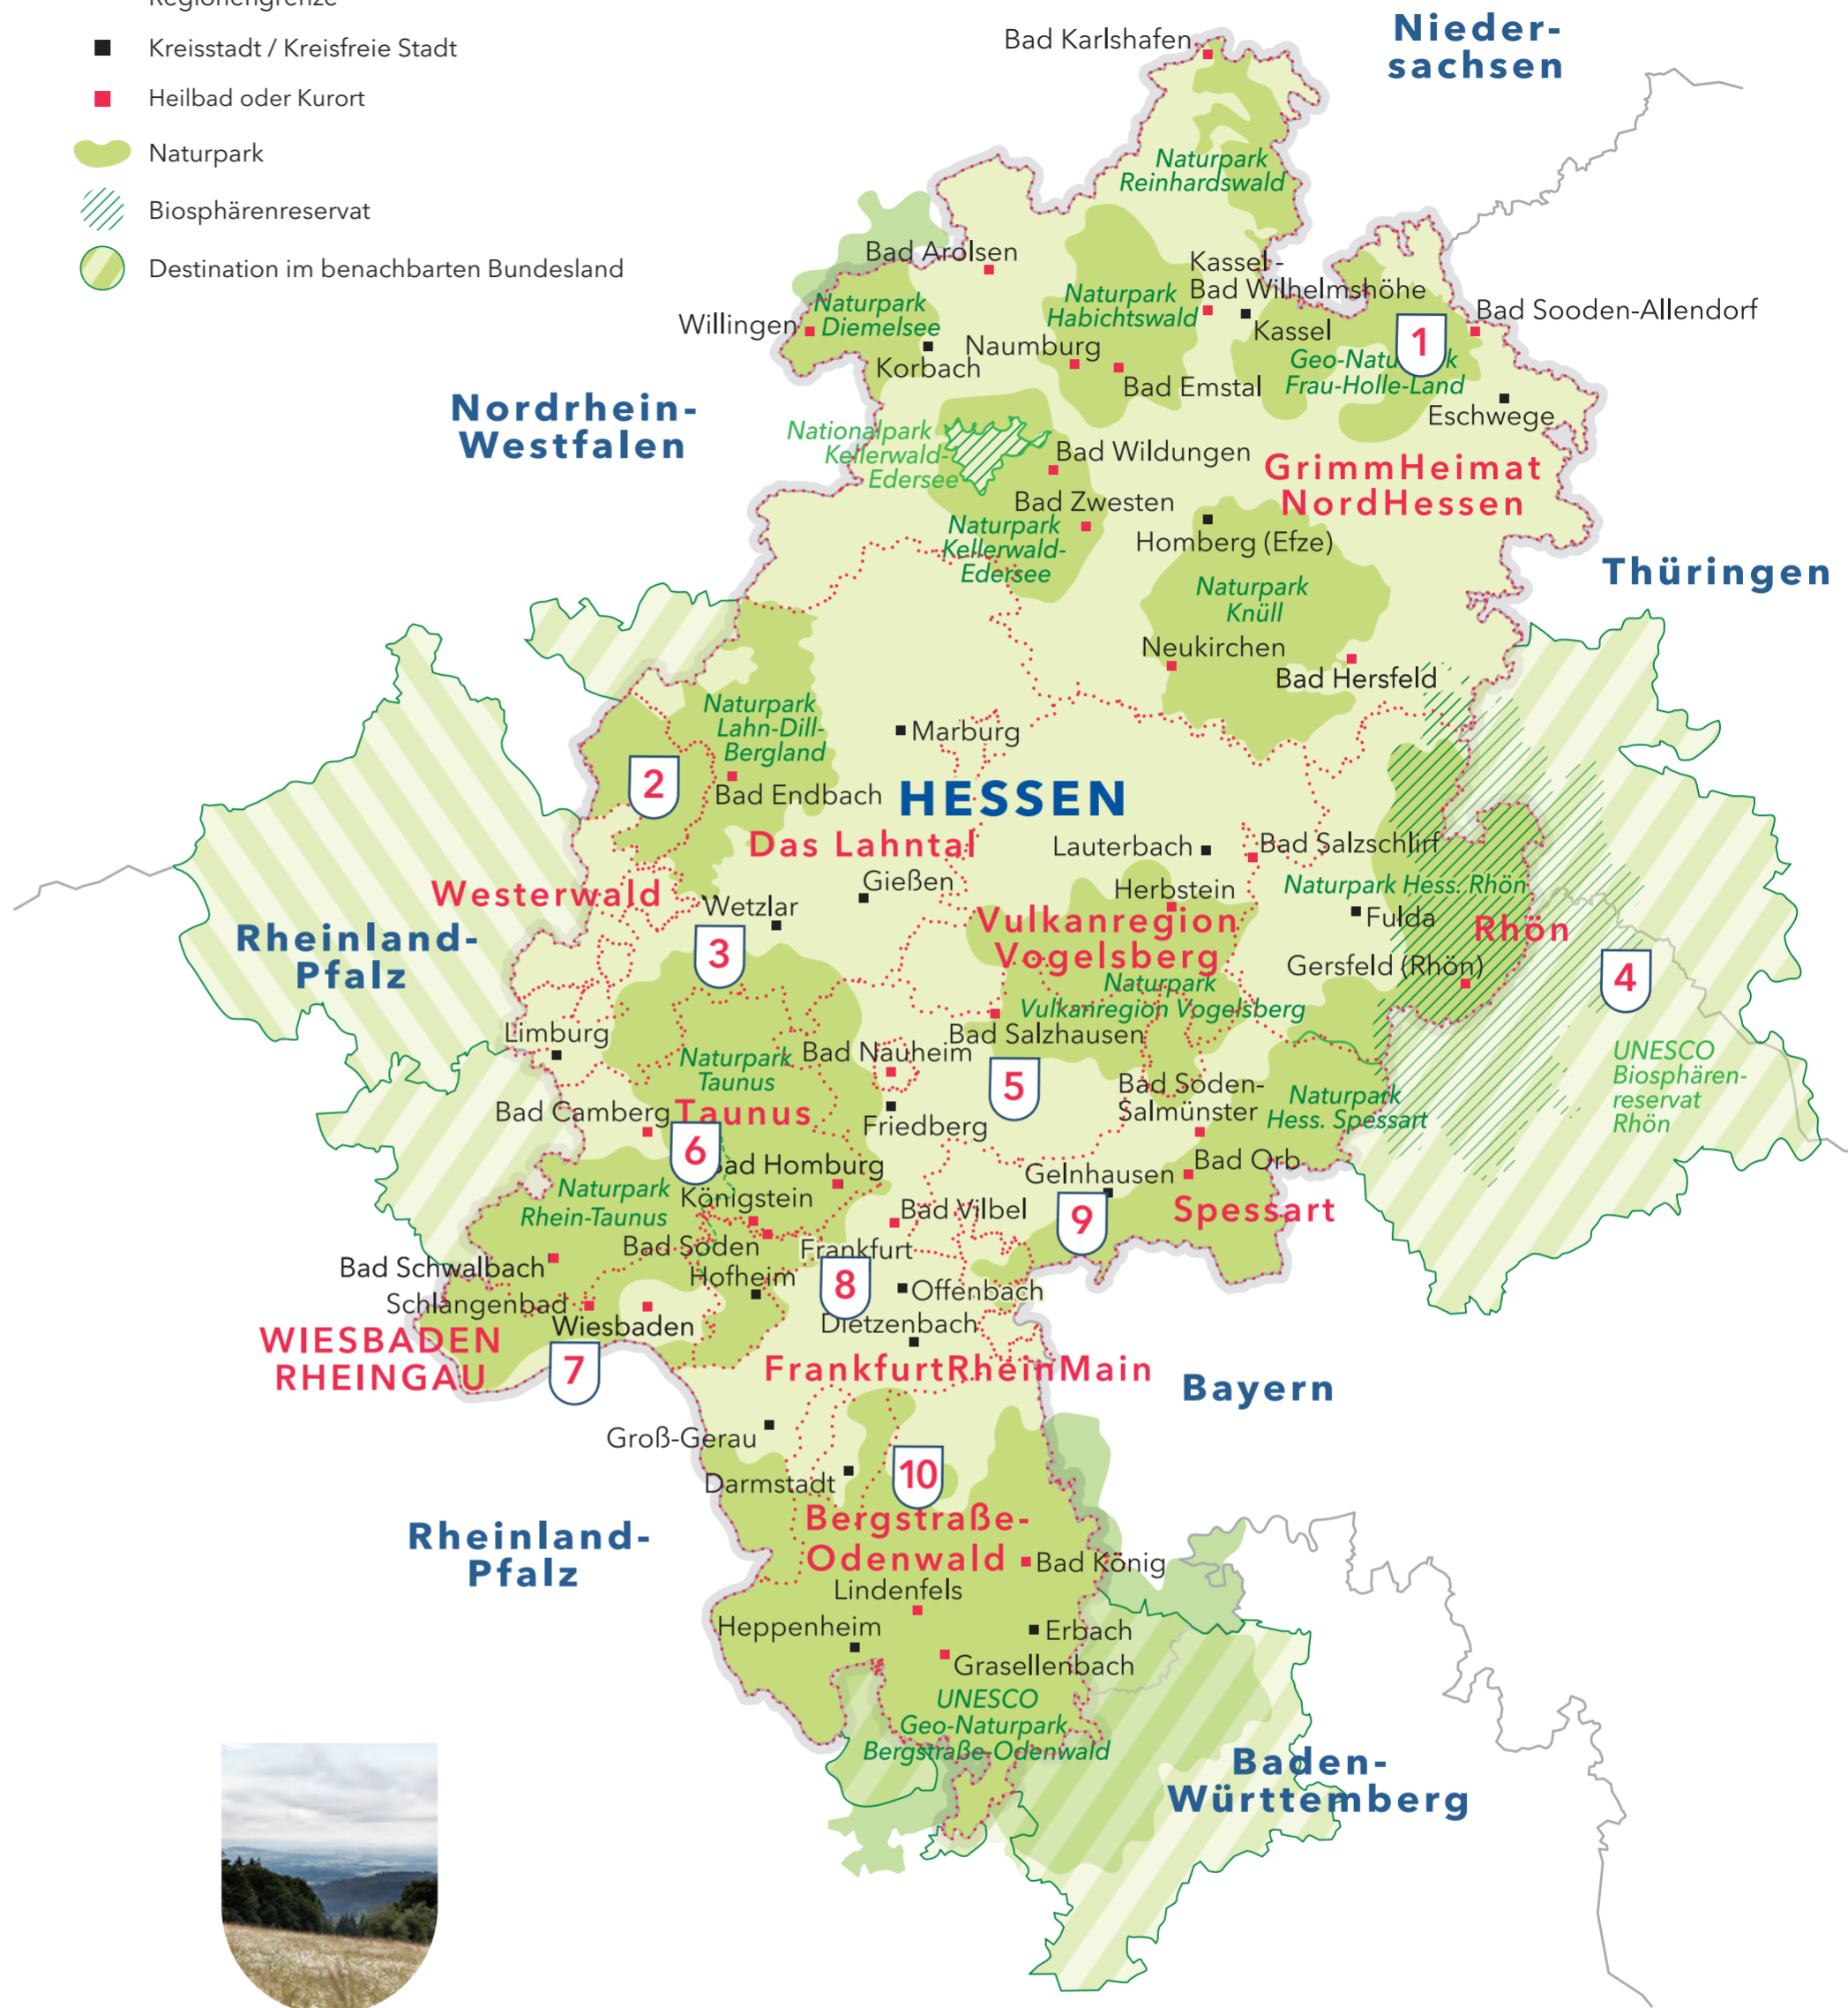 Regionengrenze
Kreisstadt / Kreisfreie Stadt
Heilbad oder Kurort
Naturpark
Biosphärenreservat
Destination im benachbarten Bundesland
Nieder-
sachsen
Bad Karlshafen
Naturpark
Reinhardswald
Bad Arolsen
Kassel -
Bad Wilhelmshöhe
Kassel
Naturpark
Diemelsee
Willingen
Korbach
Naturpark
Habichtswald
Naumburg
Bad Emstal
Bad Sooden-Allendorf
1
Geo-Natu k
Frau-Holle-Land
Eschwege
Nordrhein-
Westfalen
Nationalpark
Kellerwald-
Edersee
Bad Wildungen
GrimmHeimat
NordHessen
Bad Zwesten
Naturpark
Kellerwald-
Edersee
Homberg (Efze)
Thüringen
Naturpark
Knüll
Neukirchen
Bad Hersfeld
Naturpark
Lahn-Dill-
Bergland
Marburg
2
Bad Endbach
HESSEN
Das Lahntal
Lauterbach
Bad Salzschlirf
Westerwald
Gießen
Wetzlar
Herbstein
Naturpark Hess. Rhön
Vulkanregion
Vogelsberg
Fulda
Rhön
Rheinland-
Pfalz
3
Gersfeld (Rhön)
4
Naturpark
Vulkanregion Vogelsberg
Limburg
Bad Salzhausen
Naturpark
Taunus
Bad Nauheim
5
UNESCO
Biosphären-
reservat
Rhön
Bad Soden-
Salmünster
Naturpark
Hess. Spessart
Bad Camberg
Taunus
Friedberg
6
ad Homburg
Gelnhausen
Bad Orb
Naturpark
Rhein-Taunus
Königstein
Bad Vilbel
9
Spessart
Bad Soden
Frankfurt
Bad Schwalbach
Hofheim
8
Offenbach
Schlangenbad
Wiesbaden
Dietzenbach
WIESBADEN
RHEINGAU
7
FrankfurtRheinMain
Bayern
Groß-Gerau
Darmstadt
10
Bergstraße-
Odenwald
Rheinland-
Pfalz
Bad König
Lindenfels
Heppenheim
Erbach
Grasellenbach
UNESCO
Geo-Naturpark
Bergstraße-Odenwald
Baden-
Württemberg